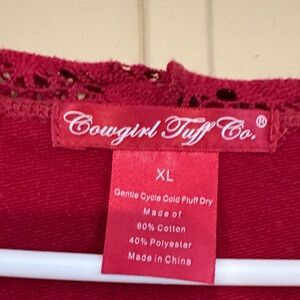 Cowgirl Tuff Co.®
XL
Gentle Cycle Cold Fluff Dry
Made of
60% Cotton
40% Polyester
Made in China